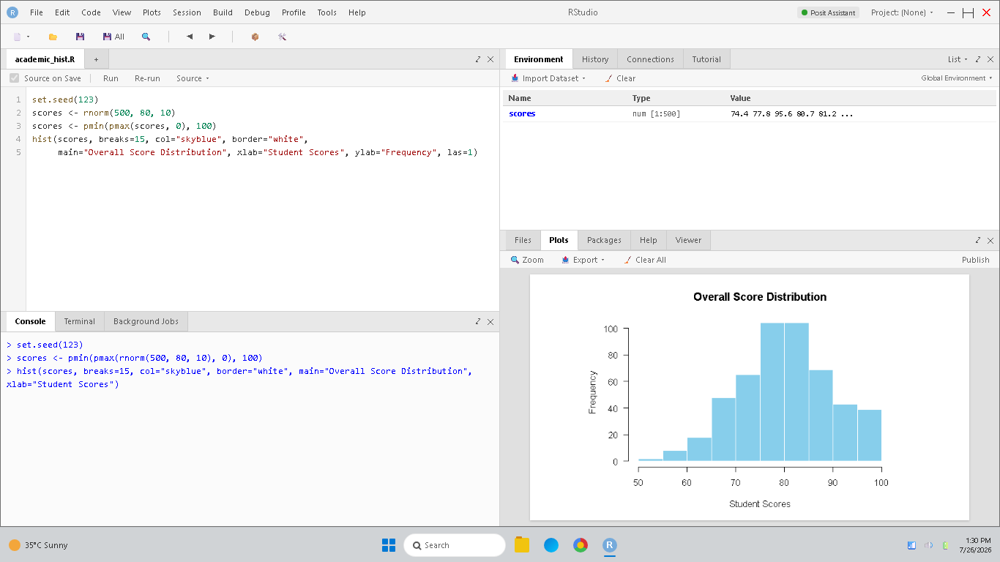 R File Edit Code View Plots Session Build Debug Profile Tools Help
RStudio
Posit Assistant Project: (None)
All
academic_hist.R +
Source on Save Run Re-run Source
1 set.seed(123)
2 scores <- rnorm(500, 80, 10)
3 scores <- pmin(pmax(scores, 0), 100)
4 hist(scores, breaks=15, col="skyblue", border="white",
5 main="Overall Score Distribution", xlab="Student Scores", ylab="Frequency", las=1)
Console Terminal Background Jobs
> set.seed(123)
> scores <- pmin(pmax(rnorm(500, 80, 10), 0), 100)
> hist(scores, breaks=15, col="skyblue", border="white", main="Overall Score Distribution",
xlab="Student Scores")
Environment History Connections Tutorial List
Import Dataset Clear Global Environment
Name Type Value
scores num [1:500] 74.4 77.8 95.6 80.7 81.2 ...
Files Plots Packages Help Viewer
Zoom Export Clear All Publish
Overall Score Distribution
100
80
60
40
20
0
Frequency
50 60 70 80 90 100
Student Scores
35°C Sunny
Search
R
1:30 PM
7/26/2026